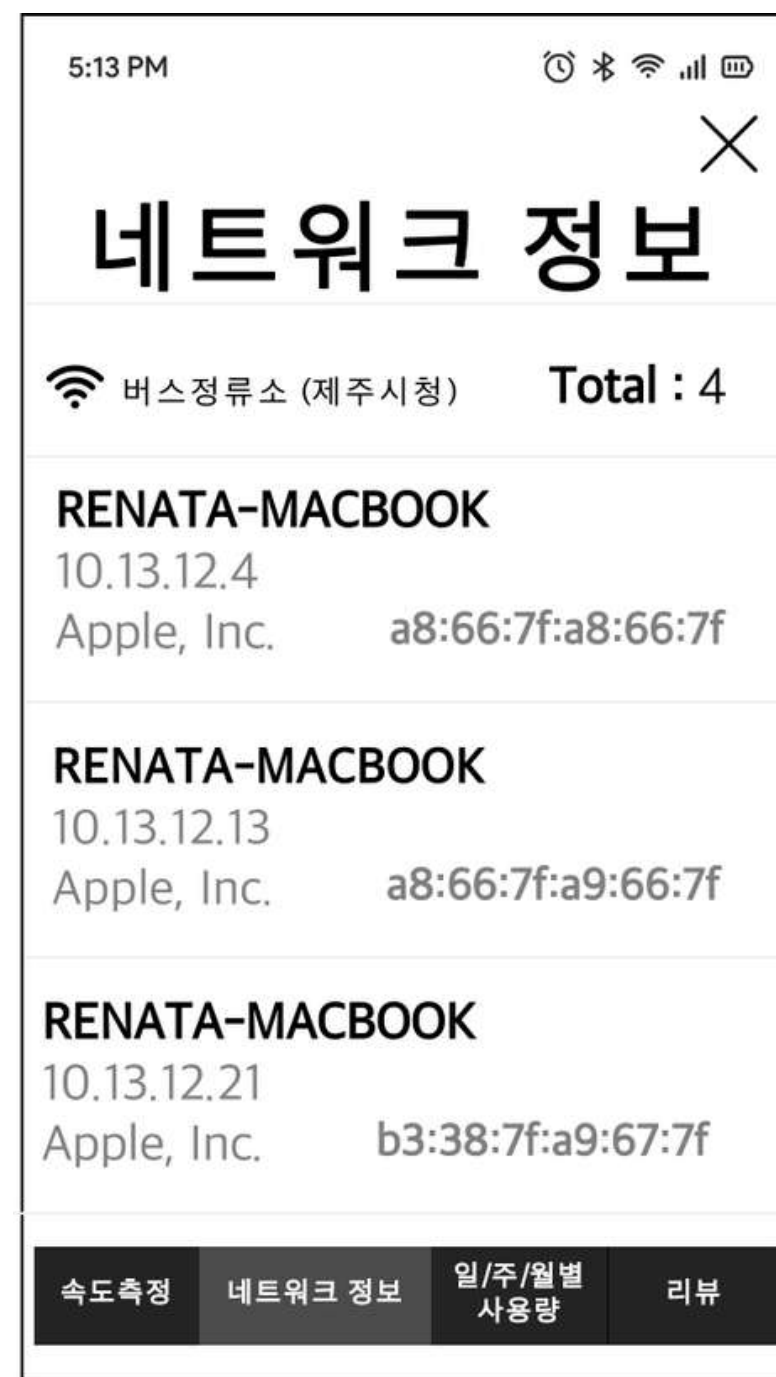 5:13 PM
네트워크 정보
버스정류소 (제주시청) Total : 4
RENATA-MACBOOK
10.13.12.4
Apple, Inc. a8:66:7f:a8:66:7f
RENATA-MACBOOK
10.13.12.13
Apple, Inc. a8:66:7f:a9:66:7f
RENATA-MACBOOK
10.13.12.21
Apple, Inc. b3:38:7f:a9:67:7f
속도측정 네트워크 정보 일/주/월별 사용량 리뷰